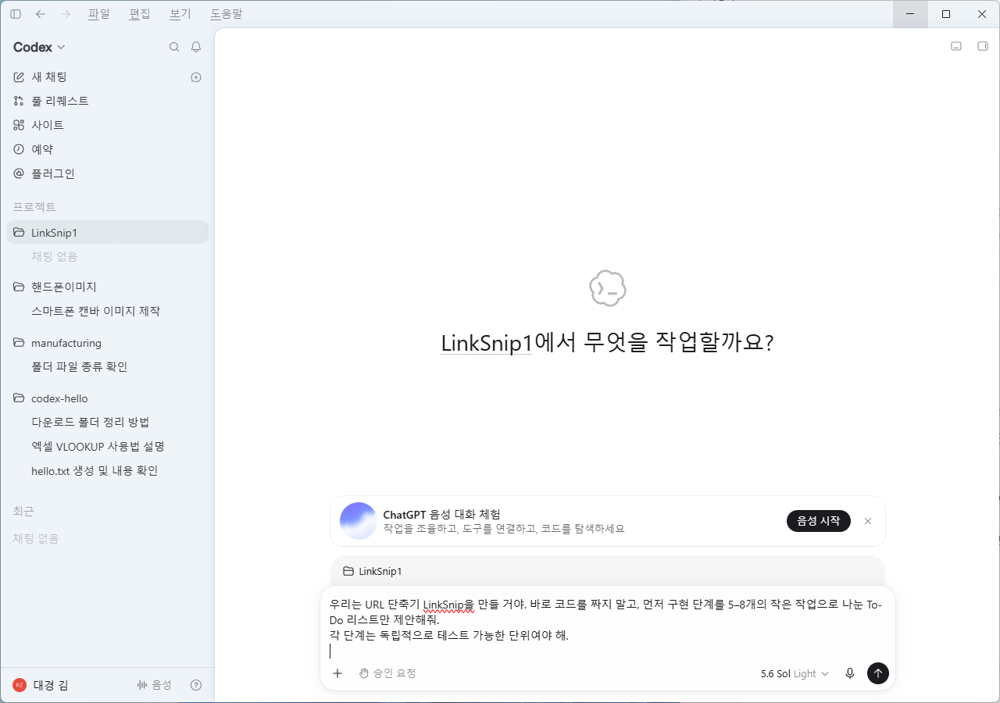 파일 편집 보기 도움말
Codex
새 채팅
풀 리퀘스트
사이트
예약
플러그인
프로젝트
LinkSnip1
채팅 없음
핸드폰이미지
스마트폰 캔바 이미지 제작
manufacturing
폴더 파일 종류 확인
codex-hello
다운로드 폴더 정리 방법
엑셀 VLOOKUP 사용법 설명
hello.txt 생성 및 내용 확인
최근
채팅 없음
KZ 대경 김 음성
LinkSnip1에서 무엇을 작업할까요?
ChatGPT 음성 대화 체험
작업을 조율하고, 도구를 연결하고, 코드를 탐색하세요
음성 시작
LinkSnip1
우리는 URL 단축기 LinkSnip을 만들 거야. 바로 코드를 짜지 말고, 먼저 구현 단계를 5–8개의 작은 작업으로 나눈 To-
Do 리스트만 제안해줘.
각 단계는 독립적으로 테스트 가능한 단위여야 해.
승인 요청 5.6 Sol Light